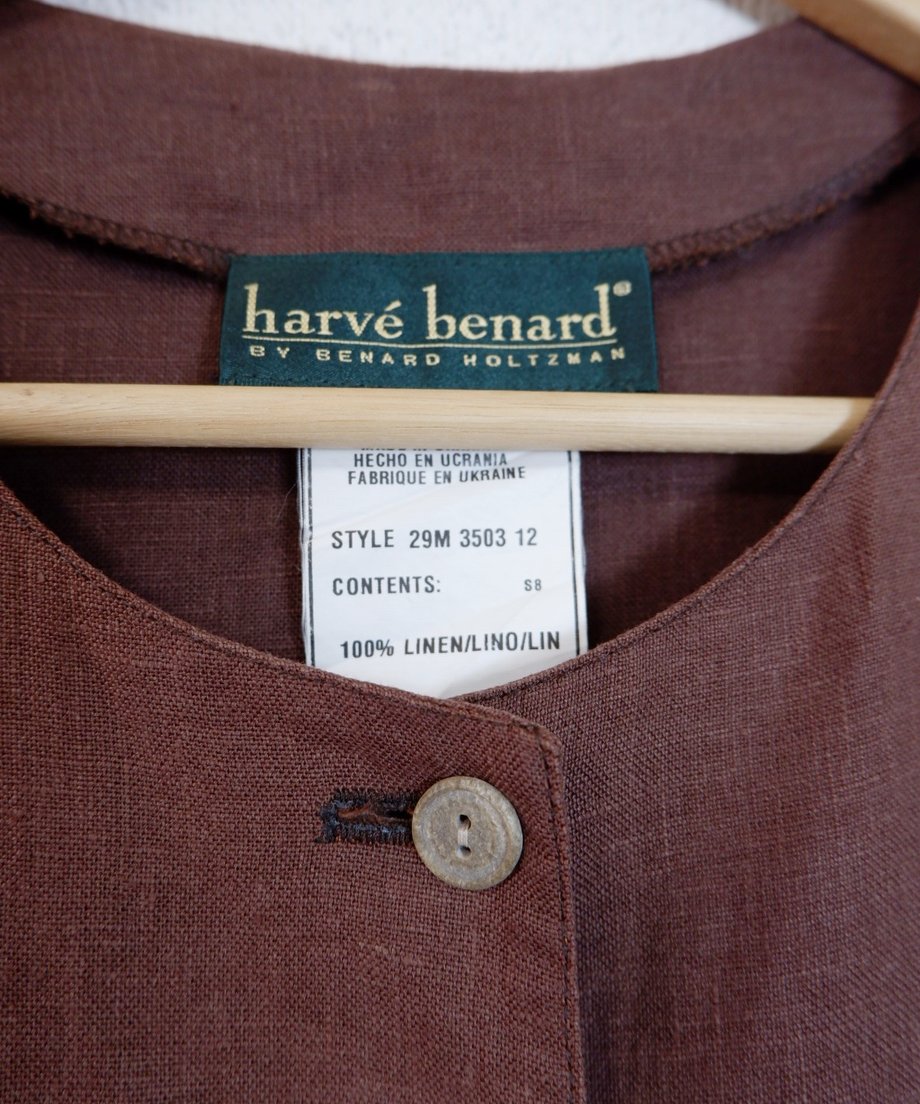 harvé benard®
BY BENARD HOLTZMAN
HECHO EN UCRANIA
FABRIQUE EN UKRAINE
STYLE 29M 3503 12
CONTENTS: S8
100% LINEN/LINO/LIN